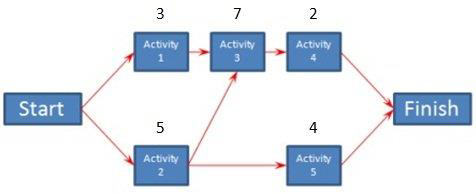 3 7 2
Activity 1
Activity 3
Activity 4
Start
Finish
5 4
Activity 2
Activity 5